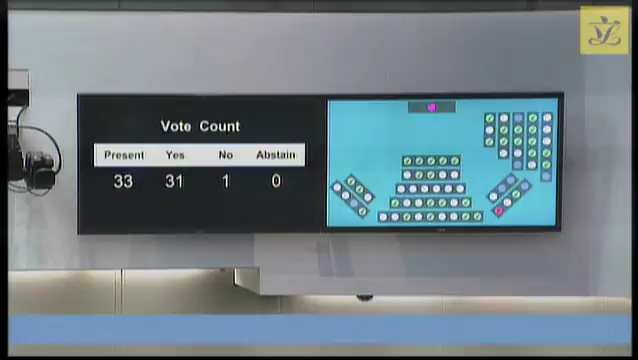 Vote Count
Present Yes No Abstain
33 31 1 0